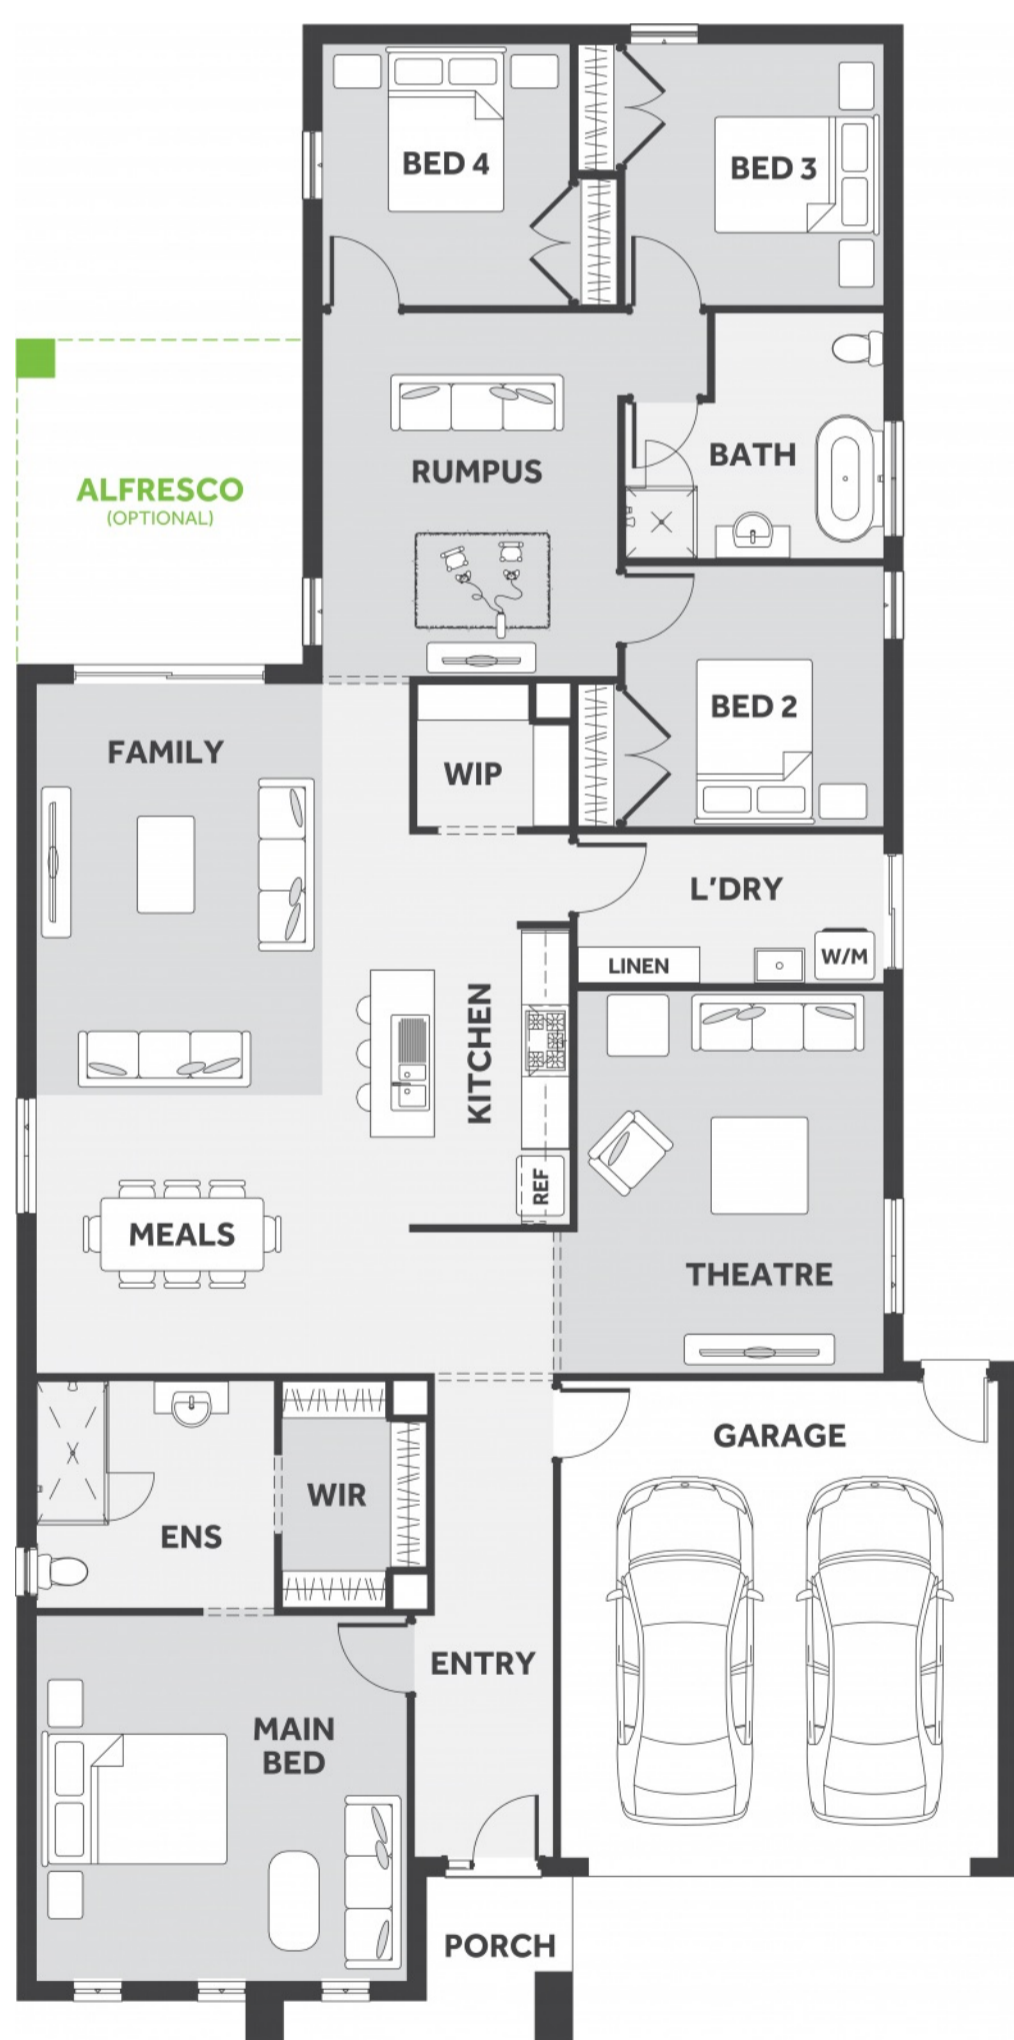 BED 4
BED 3
ALFRESCO
(OPTIONAL)
RUMPUS
BATH
BED 2
FAMILY
WIP
L'DRY
LINEN
W/M
KITCHEN
REF
MEALS
THEATRE
GARAGE
WIR
ENS
ENTRY
MAIN
BED
PORCH